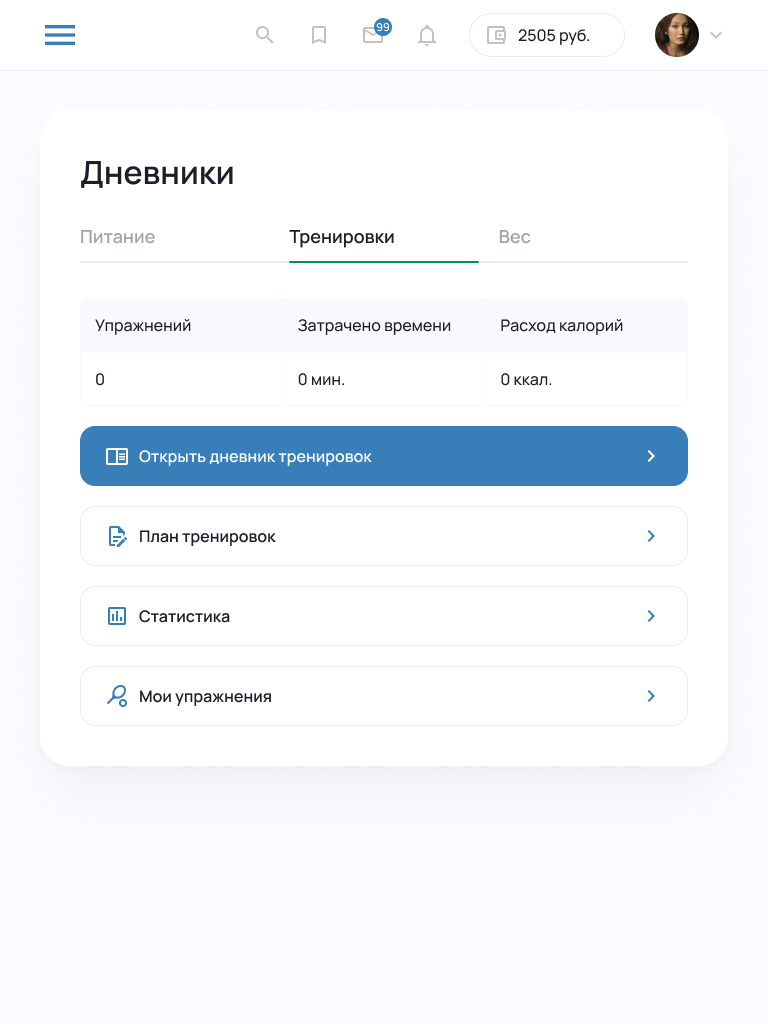 99
2505 руб.
Дневники
Питание Тренировки Вес
Упражнений Затрачено времени Расход калорий
0 0 мин. 0 ккал.
Открыть дневник тренировок
План тренировок
Статистика
Мои упражнения